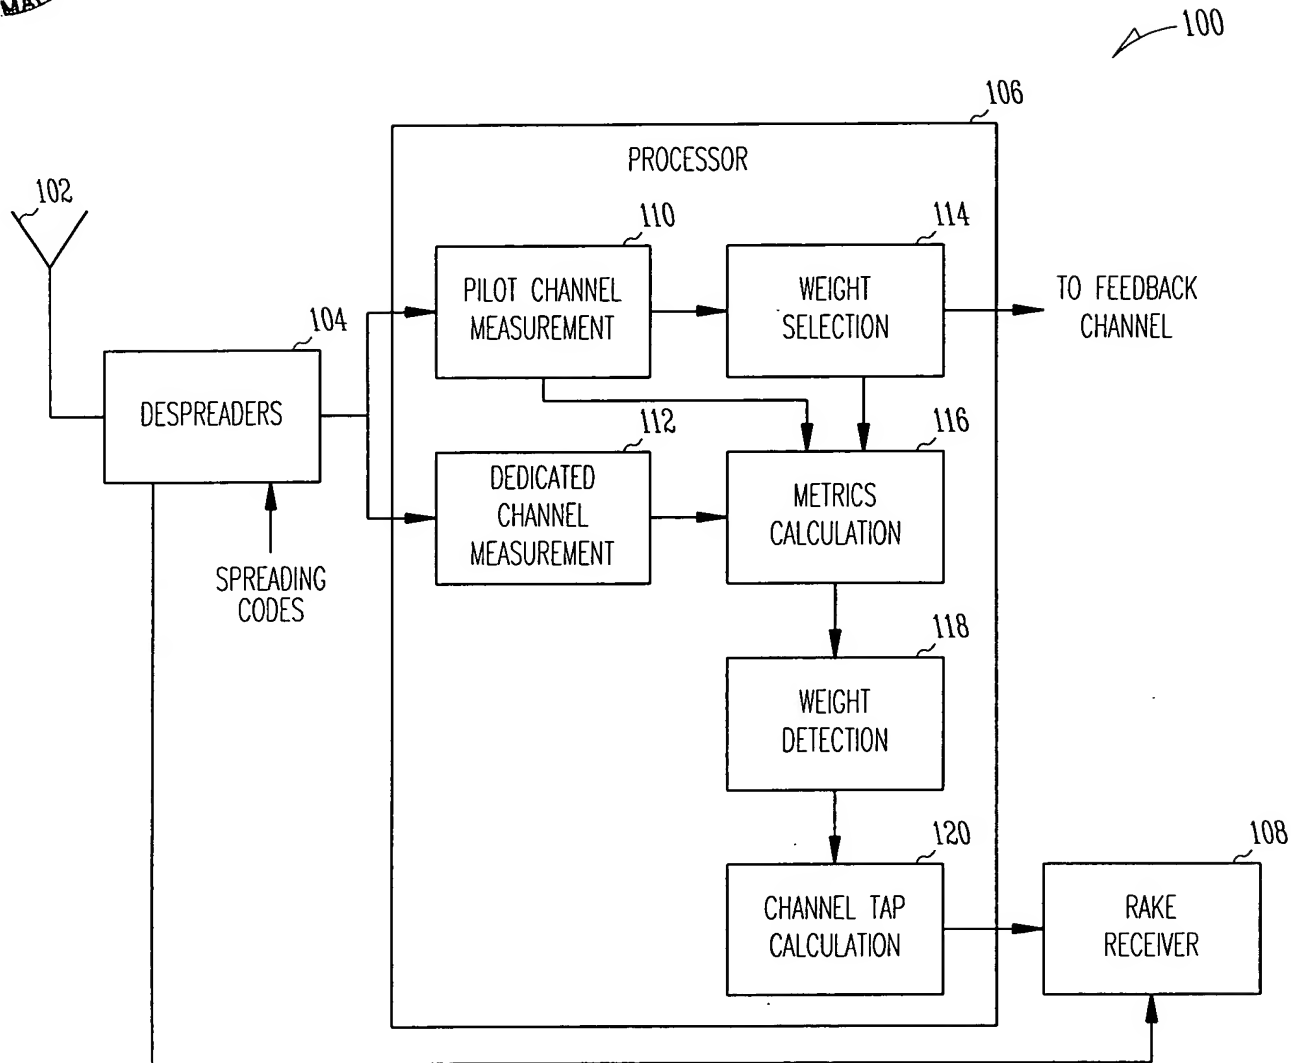 100
106
PROCESSOR
102
110
114
PILOT CHANNEL
MEASUREMENT
WEIGHT
SELECTION
TO FEEDBACK
CHANNEL
104
DESPREADERS
112
116
DEDICATED
CHANNEL
MEASUREMENT
METRICS
CALCULATION
SPREADING
CODES
118
WEIGHT
DETECTION
120
108
CHANNEL TAP
CALCULATION
RAKE
RECEIVER